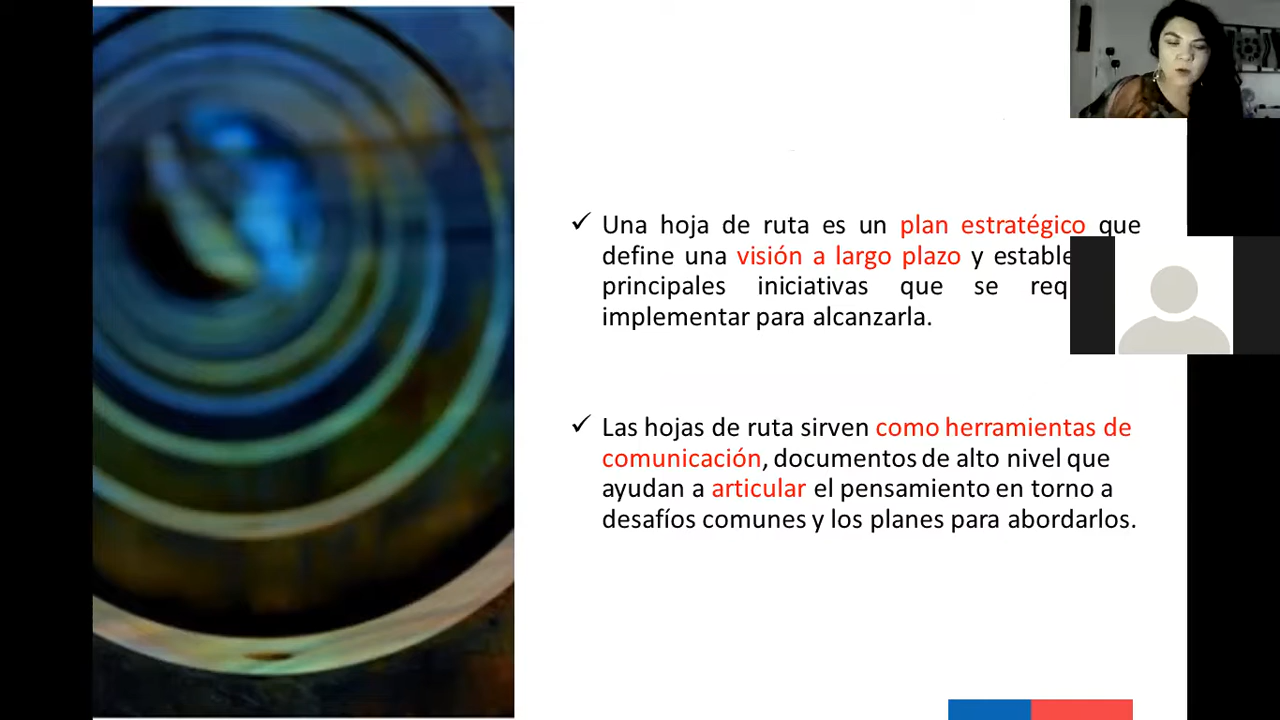 Una hoja de ruta es un plan estratégico que
define una visión a largo plazo y
principales iniciativas que se
implementar para alcanzarla.
Las hojas de ruta sirven como herramientas de
comunicación, documentos de alto nivel que
ayudan a articular el pensamiento en torno a
desafíos comunes y los planes para abordarlos.